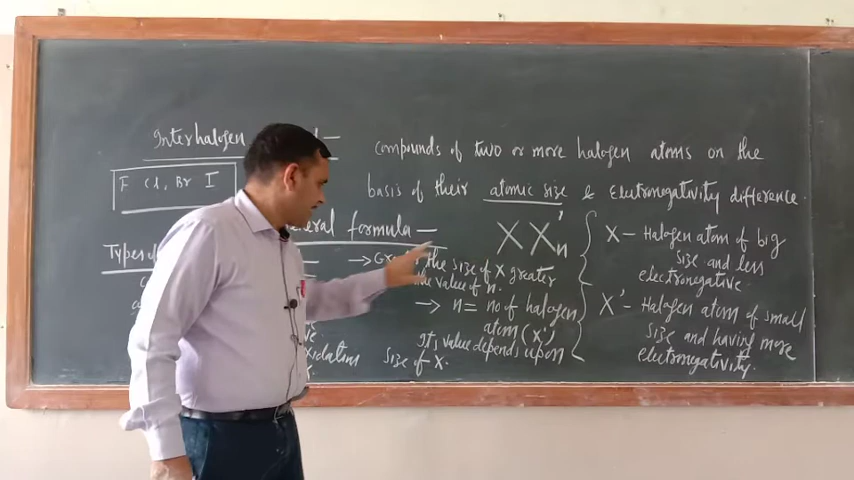 Interhalogen - Compounds of two or more halogen atoms on the
F Cl, Br I basis of their atomic size & electronegativity difference.
formula -
XX'n
X - Halogen atom of big
size and less
electronegative.
X' - Halogen atom of small
size and having more
electronegativity.
Types
the size of X greater
the value of n.
→ n = no of halogen
atom (X')
Its value depends upon
size of X.